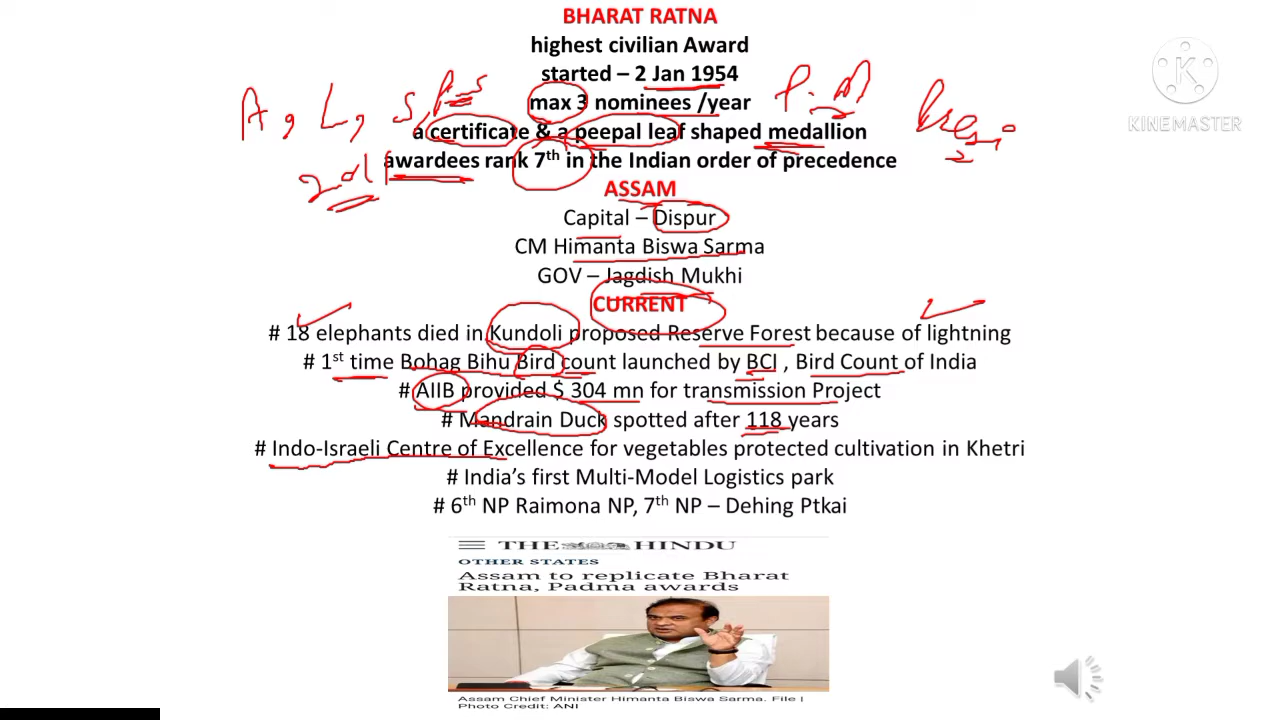 BHARAT RATNA
highest civilian Award
started – 2 Jan 1954
max 3 nominees /year
a certificate & a peepal leaf shaped medallion
awardees rank 7th in the Indian order of precedence
A, L, S, P.S
P.M
2011
ASSAM
Capital – Dispur
CM Himanta Biswa Sarma
GOV – Jagdish Mukhi
CURRENT
# 18 elephants died in Kundoli proposed Reserve Forest because of lightning
# 1st time Bohag Bihu Bird count launched by BCI , Bird Count of India
# AIIB provided $ 304 mn for transmission Project
# Mandrain Duck spotted after 118 years
# Indo-Israeli Centre of Excellence for vegetables protected cultivation in Khetri
# India's first Multi-Model Logistics park
# 6th NP Raimona NP, 7th NP – Dehing Ptkai
THE HINDU
OTHER STATES
Assam to replicate Bharat
Ratna, Padma awards
Assam Chief Minister Himanta Biswa Sarma. File |
Photo Credit: ANI
K
KINEMASTER